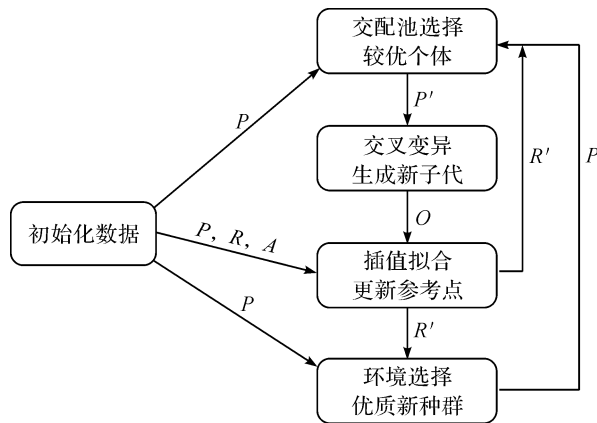 交配池选择
较优个体
P
P′
交叉变异
生成新子代
R′
P
O
初始化数据
P，R，A
插值拟合
更新参考点
P
R′
环境选择
优质新种群